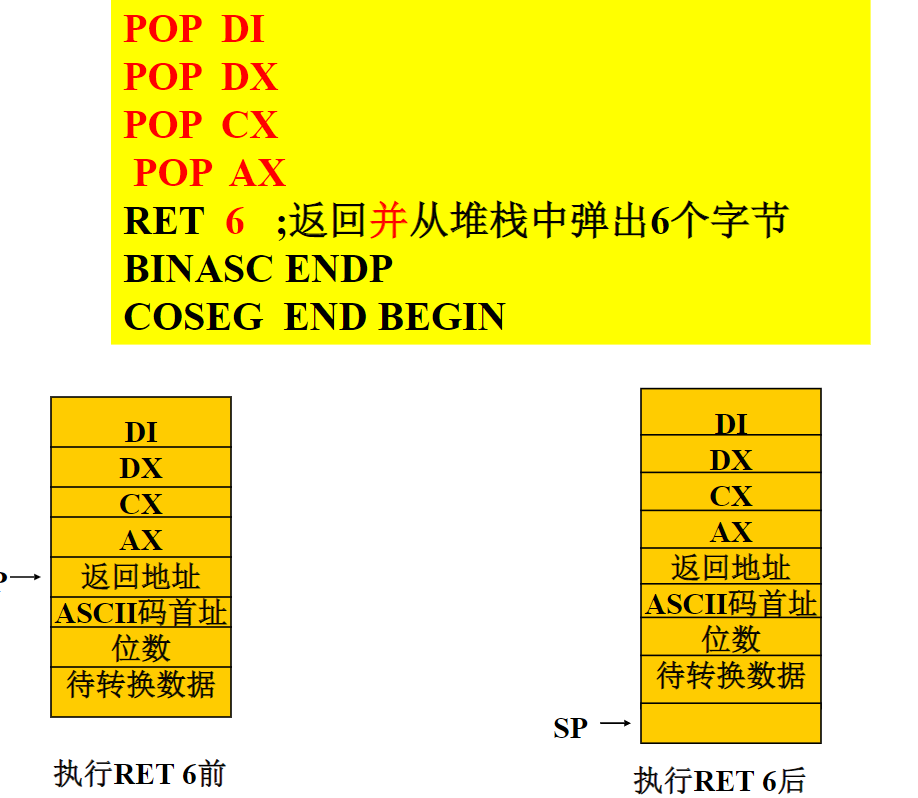 POP DI
POP DX
POP CX
POP AX
RET 6 ;返回并从堆栈中弹出6个字节
BINASC ENDP
COSEG END BEGIN
DI
DX
CX
AX
返回地址
ASCII码首址
位数
待转换数据
执行RET 6前
DI
DX
CX
AX
返回地址
ASCII码首址
位数
待转换数据
SP
执行RET 6后